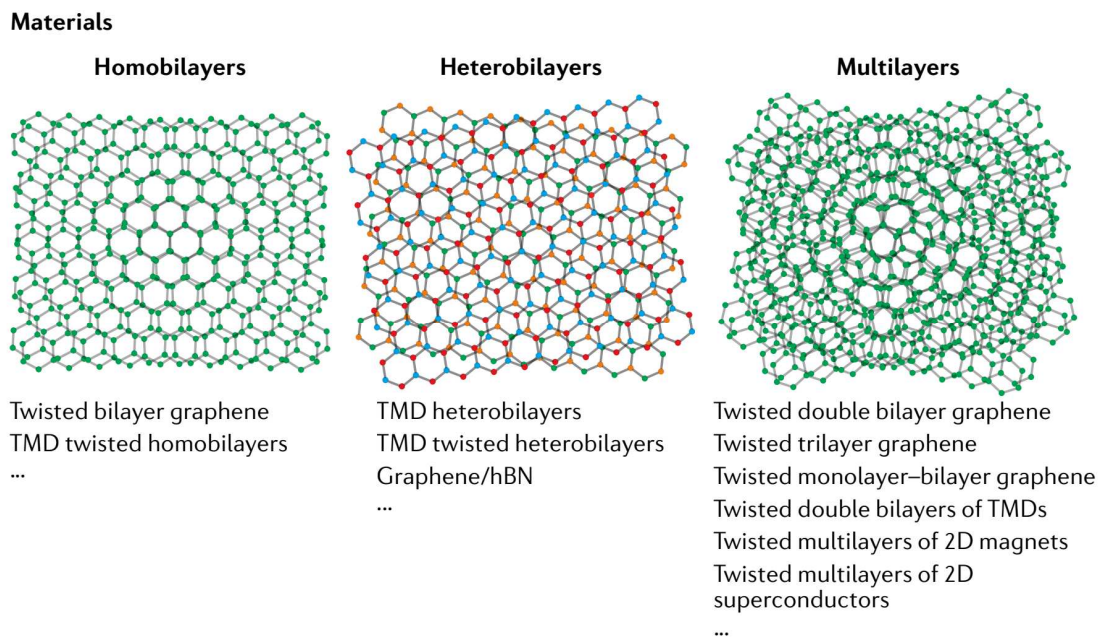 Materials
Homobilayers
Heterobilayers
Multilayers
Twisted bilayer graphene
TMD twisted homobilayers
...
TMD heterobilayers
TMD twisted heterobilayers
Graphene/hBN
...
Twisted double bilayer graphene
Twisted trilayer graphene
Twisted monolayer–bilayer graphene
Twisted double bilayers of TMDs
Twisted multilayers of 2D magnets
Twisted multilayers of 2D
superconductors
...